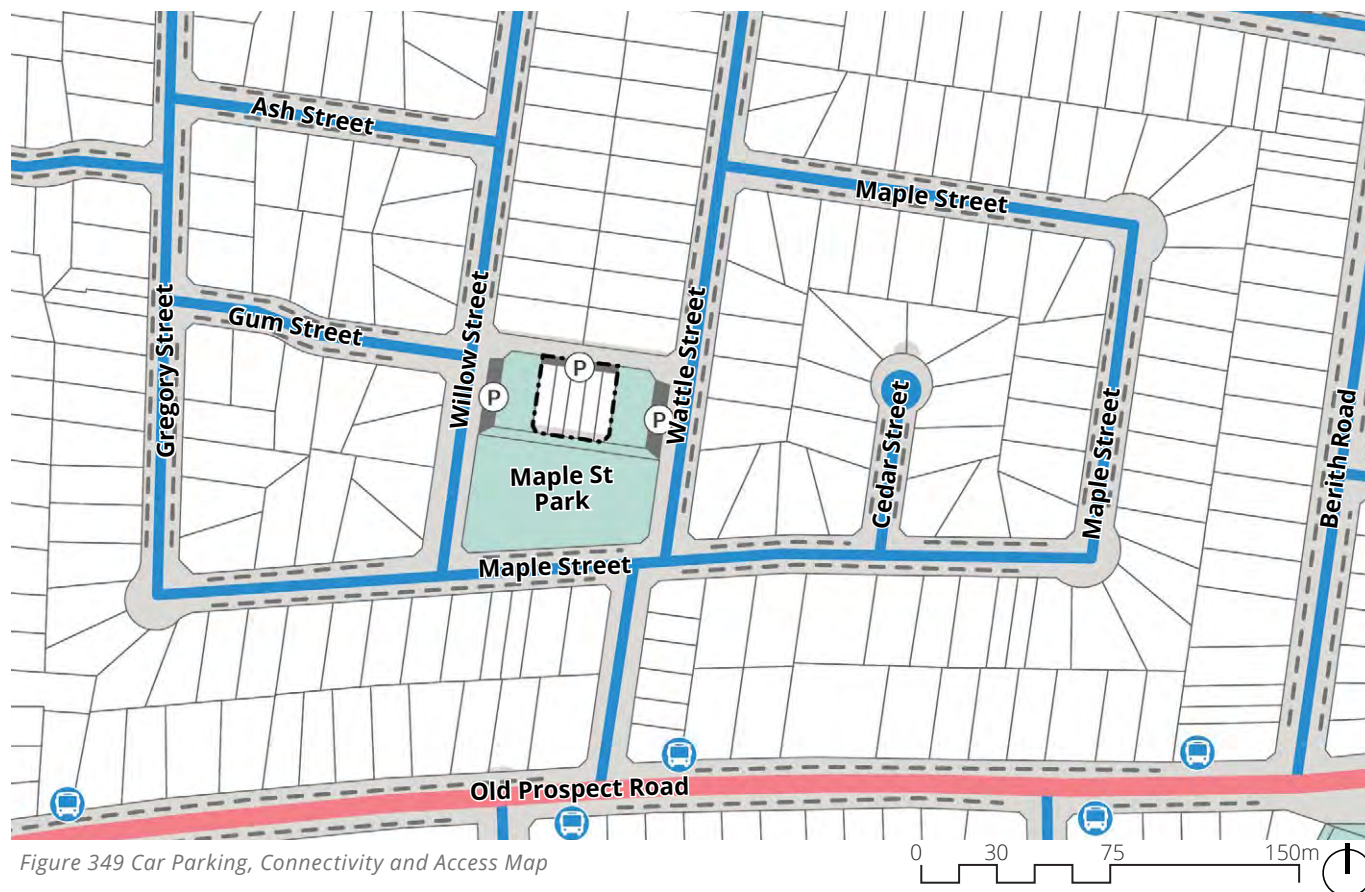 Ash Street
Maple Street
Gum Street
Gregory Street
Willow Street
Wattle Street
P
P
P
Cedar Street
Maple Street
Berith Road
Maple St
Park
Maple Street
Old Prospect Road
Figure 349 Car Parking, Connectivity and Access Map
0 30 75 150m